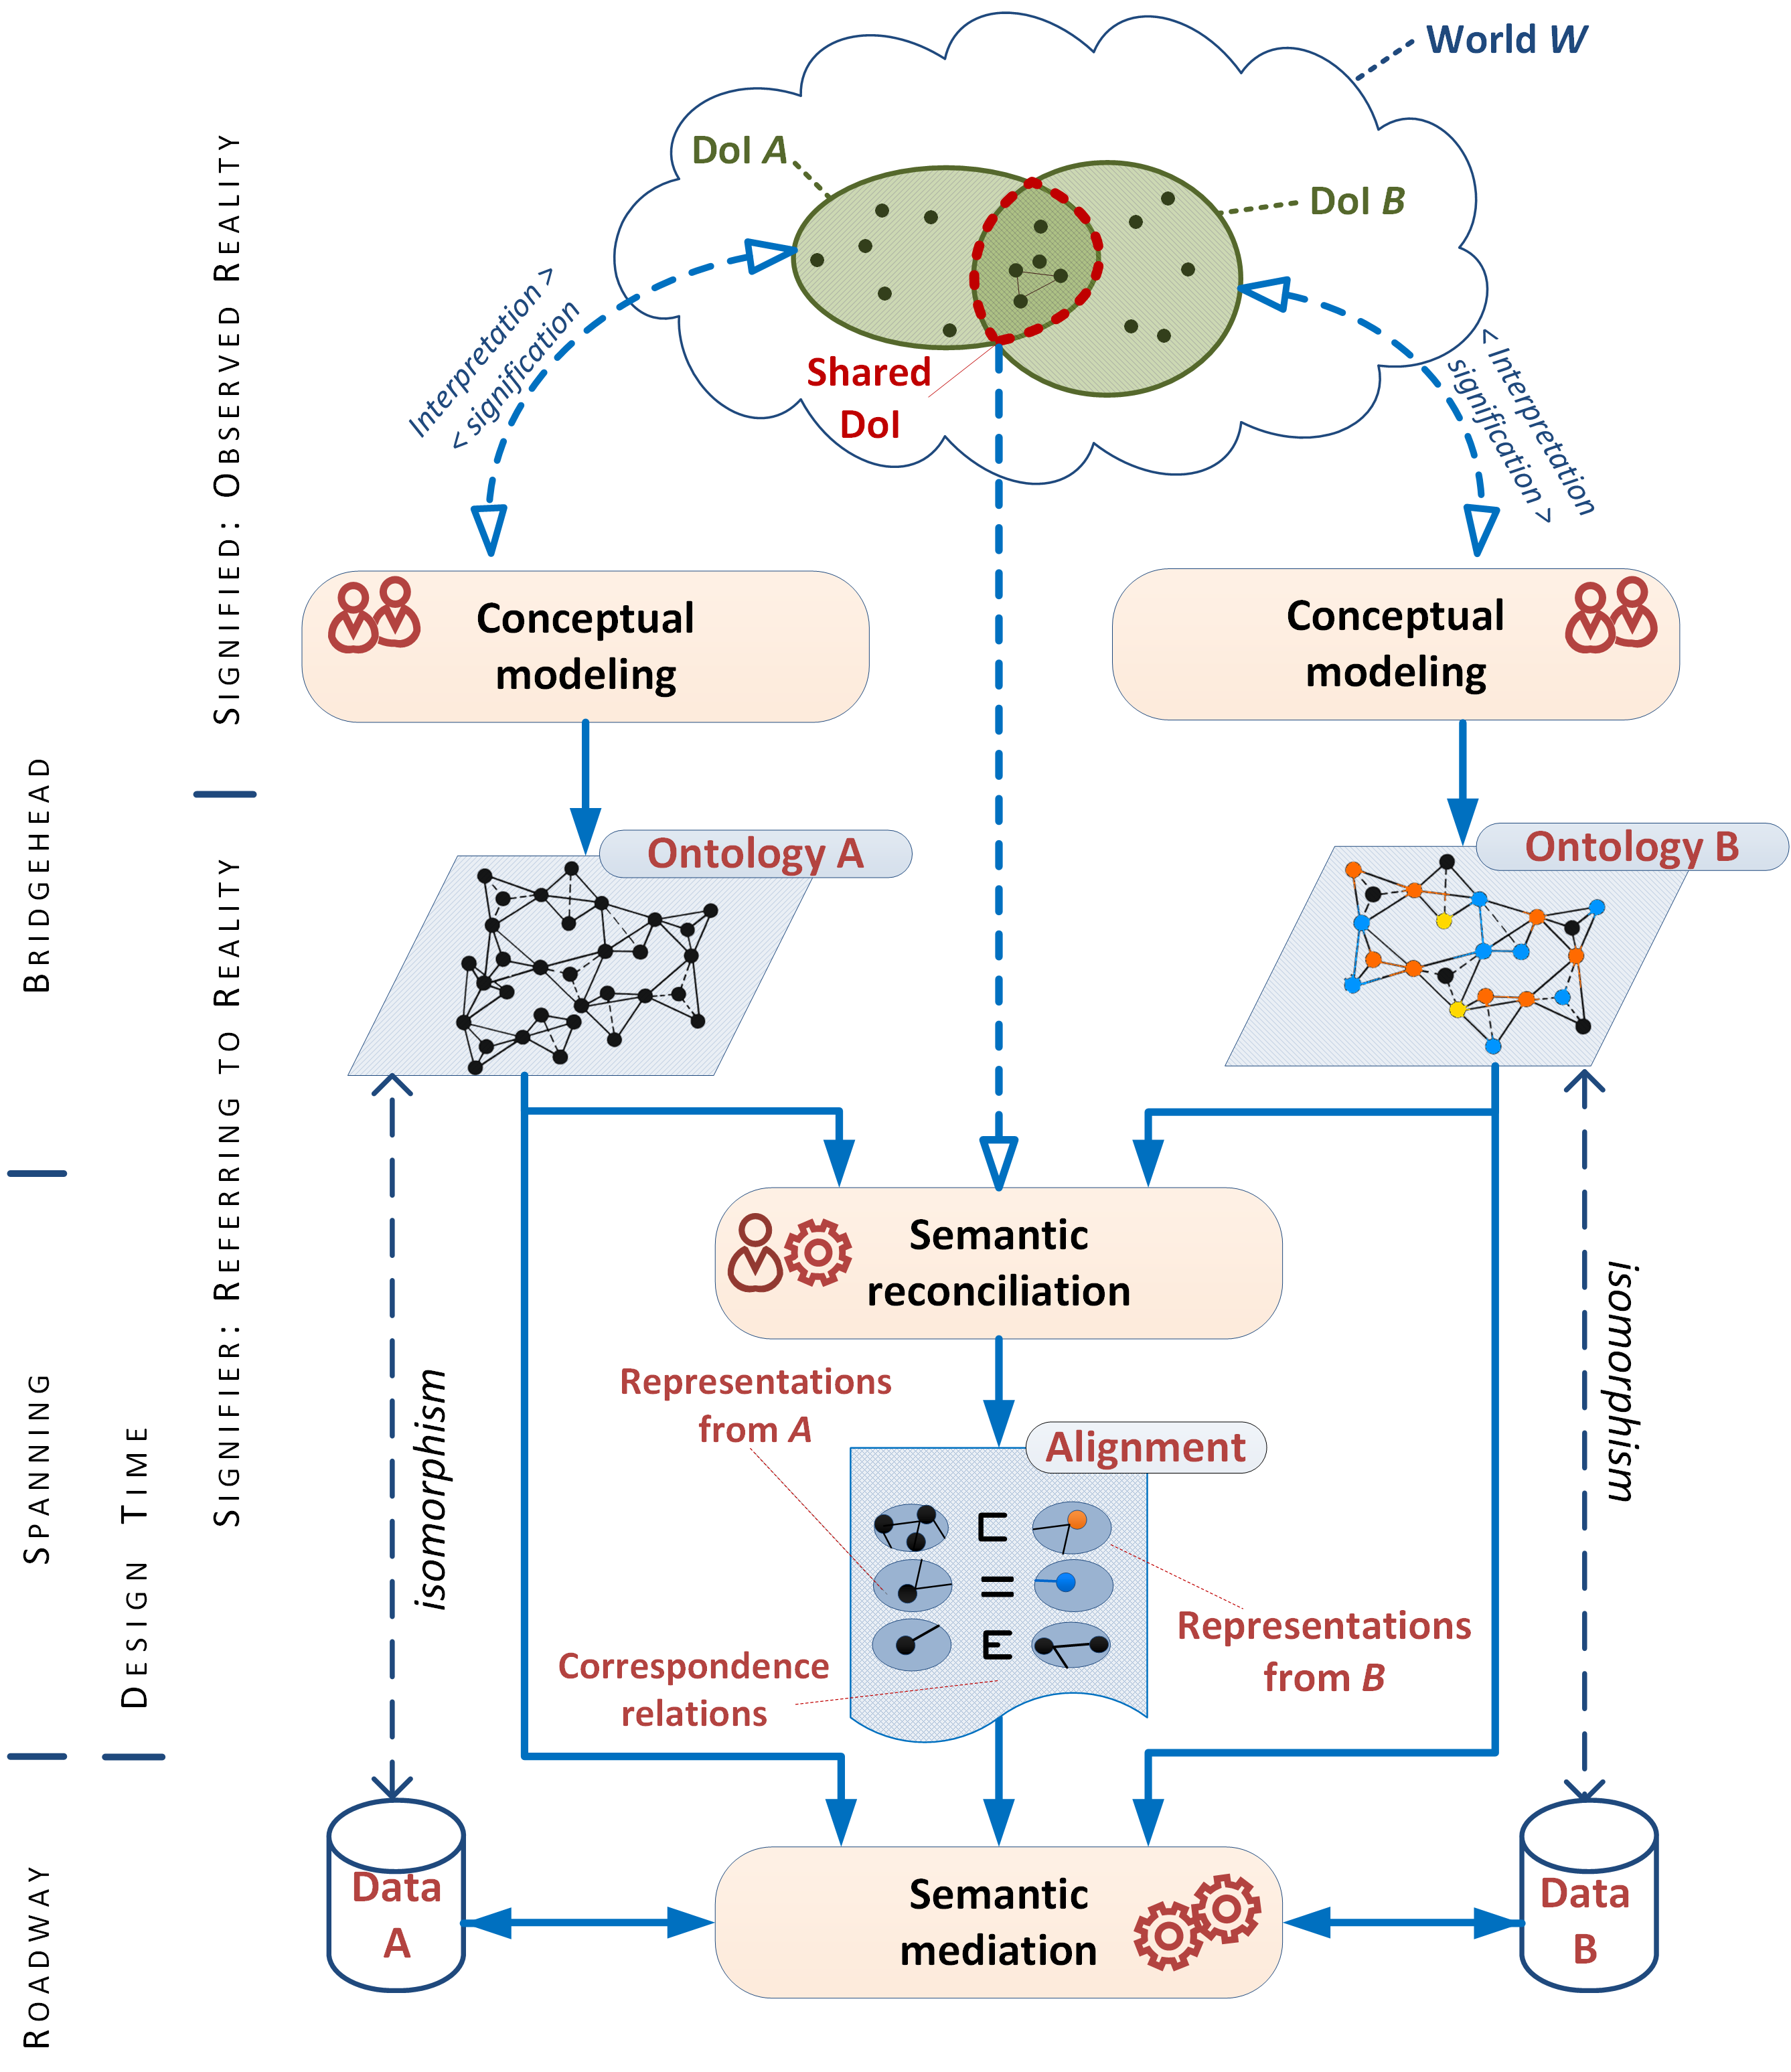 World W
DoI A
DoI B
Shared
DoI
Interpretation >
< signification
< Interpretation
signification >
SIGNIFIED: OBSERVED REALITY
Conceptual
modeling
Conceptual
modeling
BRIDGEHEAD
SIGNIFIER: REFERRING TO REALITY
Ontology A
Ontology B
Semantic
reconciliation
isomorphism
isomorphism
SPANNING
DESIGN TIME
Representations
from A
Alignment
⊏
=
E
Representations
from B
Correspondence
relations
ROADWAY
Data
A
Semantic
mediation
Data
B